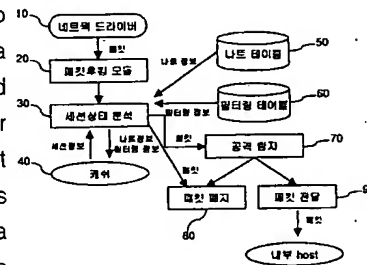 10
네트웍 드라이버
패킷
50
나트 테이블
20
패킷후킹 모듈
나트 정보
30
세션상태 분석
필터링 정보
60
필터링 테이블
세션정보
나트정보
필터링 정보
패킷
70
공격 탐지
40
캐쉬
패킷
패킷 폐지
80
패킷 전달
9
패킷
내부 host